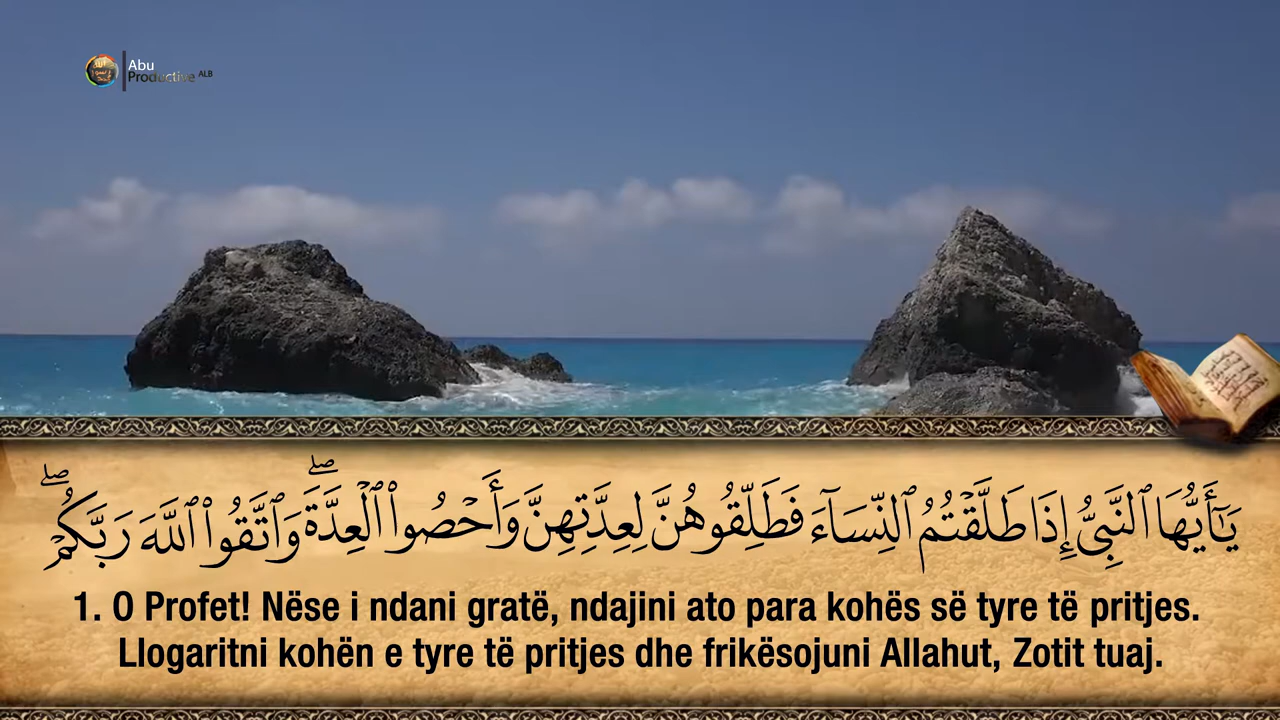 Abu
Productive ALB
يَـٰٓأَيُّهَا ٱلنَّبِىُّ إِذَا طَلَّقْتُمُ ٱلنِّسَآءَ فَطَلِّقُوهُنَّ لِعِدَّتِهِنَّ وَأَحْصُوا۟ ٱلْعِدَّةَ ۖ وَٱتَّقُوا۟ ٱللَّهَ رَبَّكُمْ ۖ
1. O Profet! Nëse i ndani gratë, ndajini ato para kohës së tyre të pritjes.
Llogaritni kohën e tyre të pritjes dhe frikësojuni Allahut, Zotit tuaj.